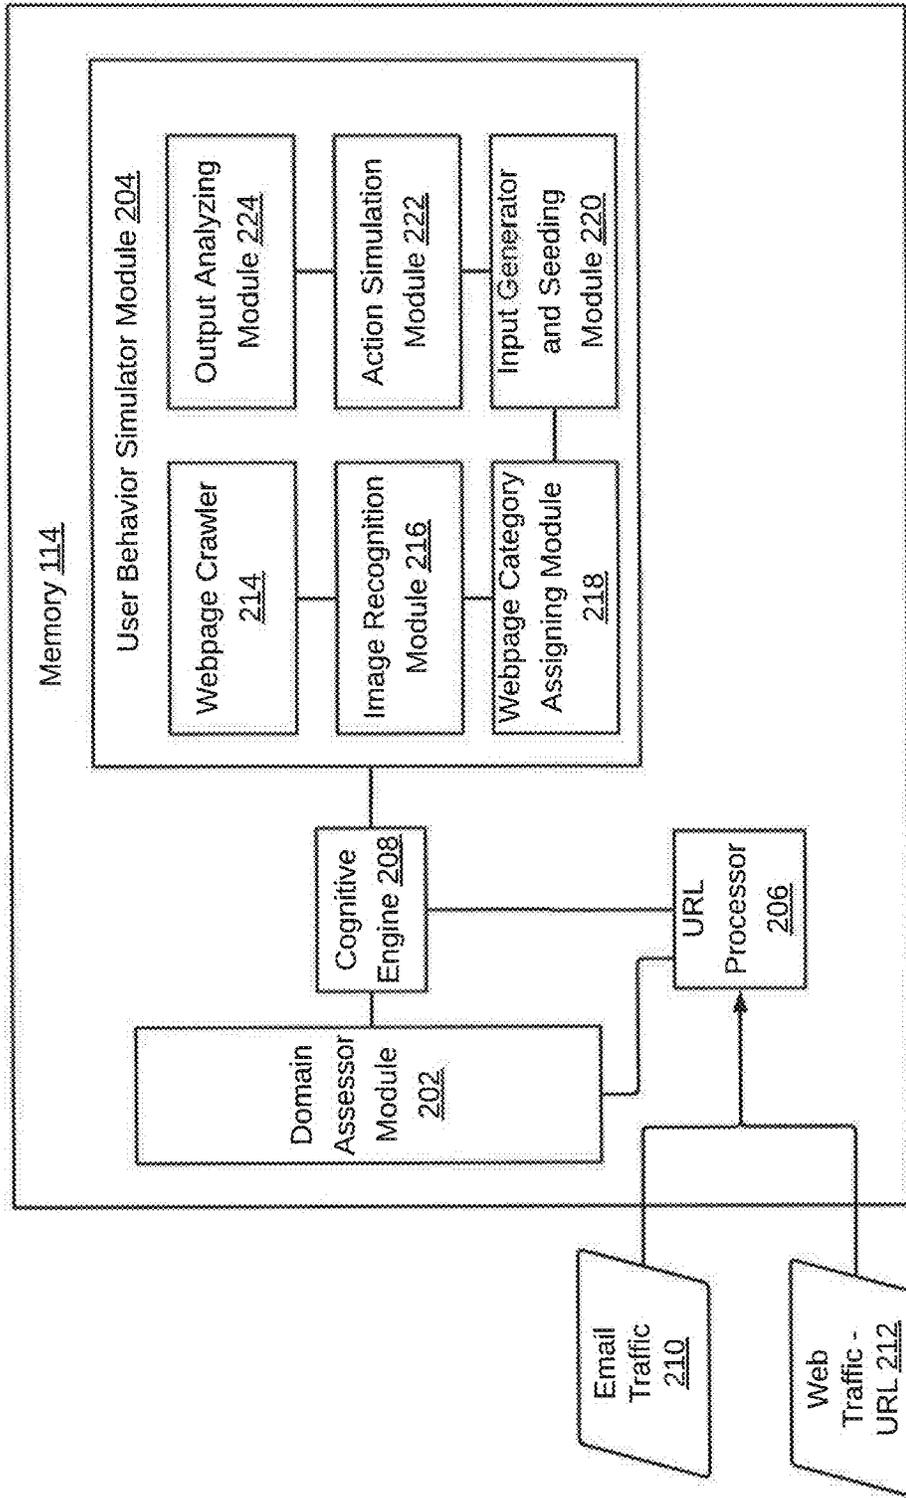 Memory 114
User Behavior Simulator Module 204
Webpage Crawler
214
Output Analyzing
Module 224
Image Recognition
Module 216
Action Simulation
Module 222
Webpage Category
Assigning Module
218
Input Generator
and Seeding
Module 220
Cognitive
Engine 208
Domain
Assessor
Module
202
URL
Processor
206
Email
Traffic
210
Web
Traffic -
URL 212